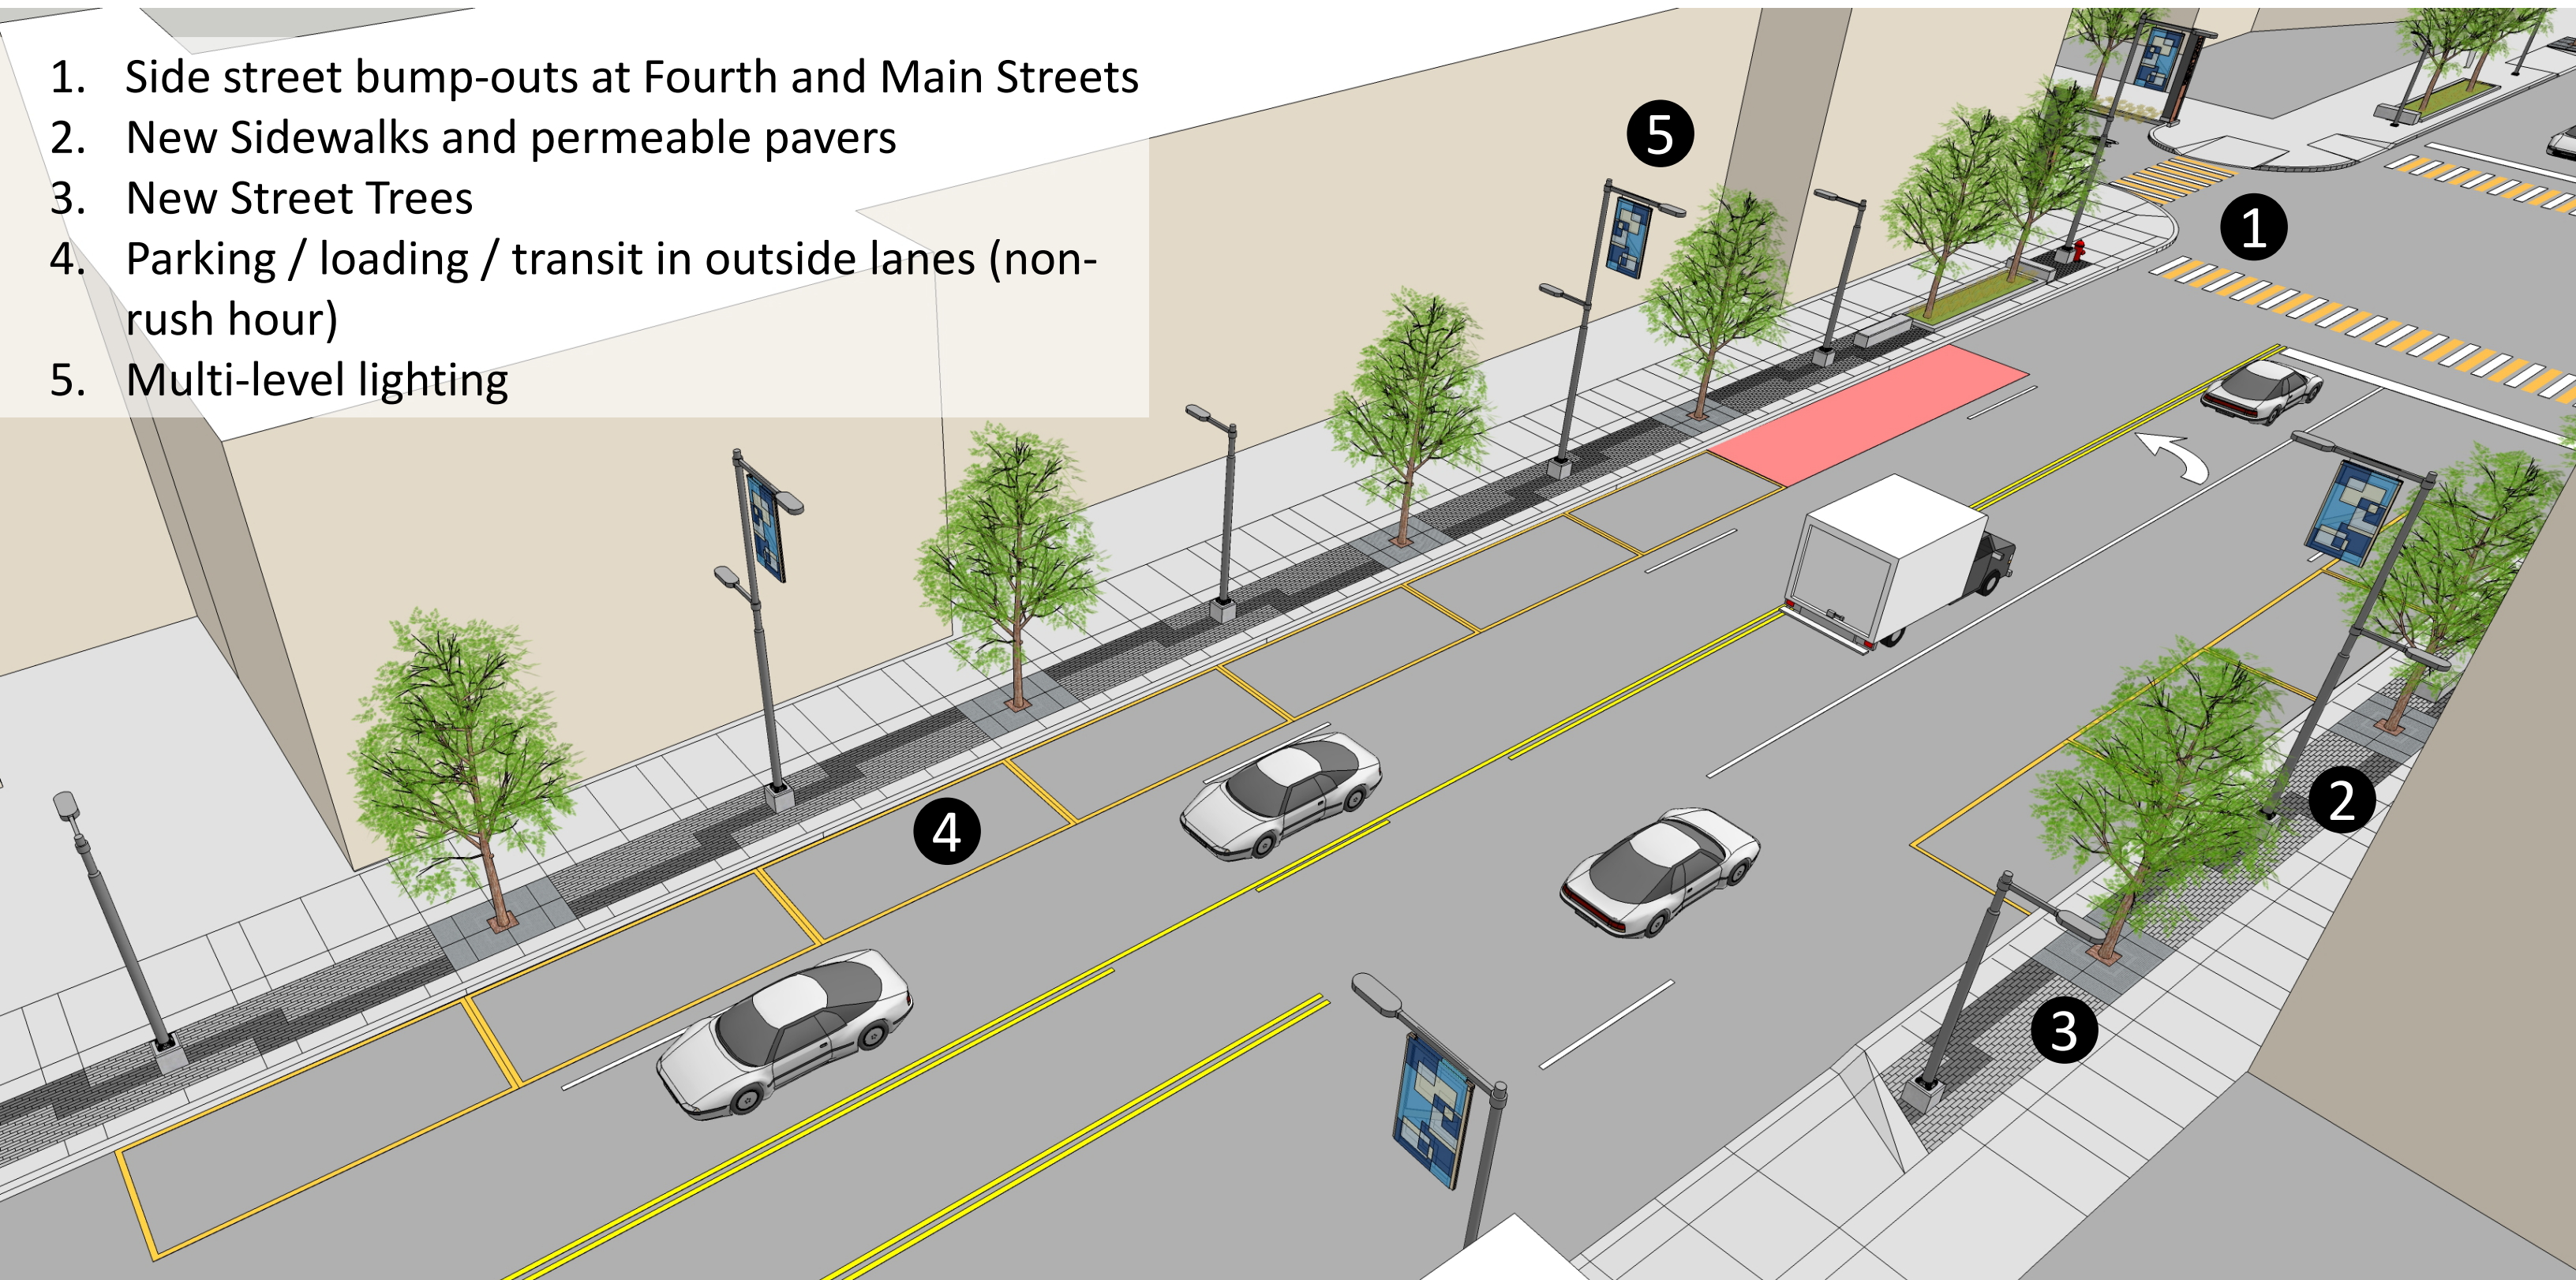 1. Side street bump-outs at Fourth and Main Streets
2. New Sidewalks and permeable pavers
3. New Street Trees
4. Parking / loading / transit in outside lanes (non-
rush hour)
5. Multi-level lighting
5
1
4
2
3